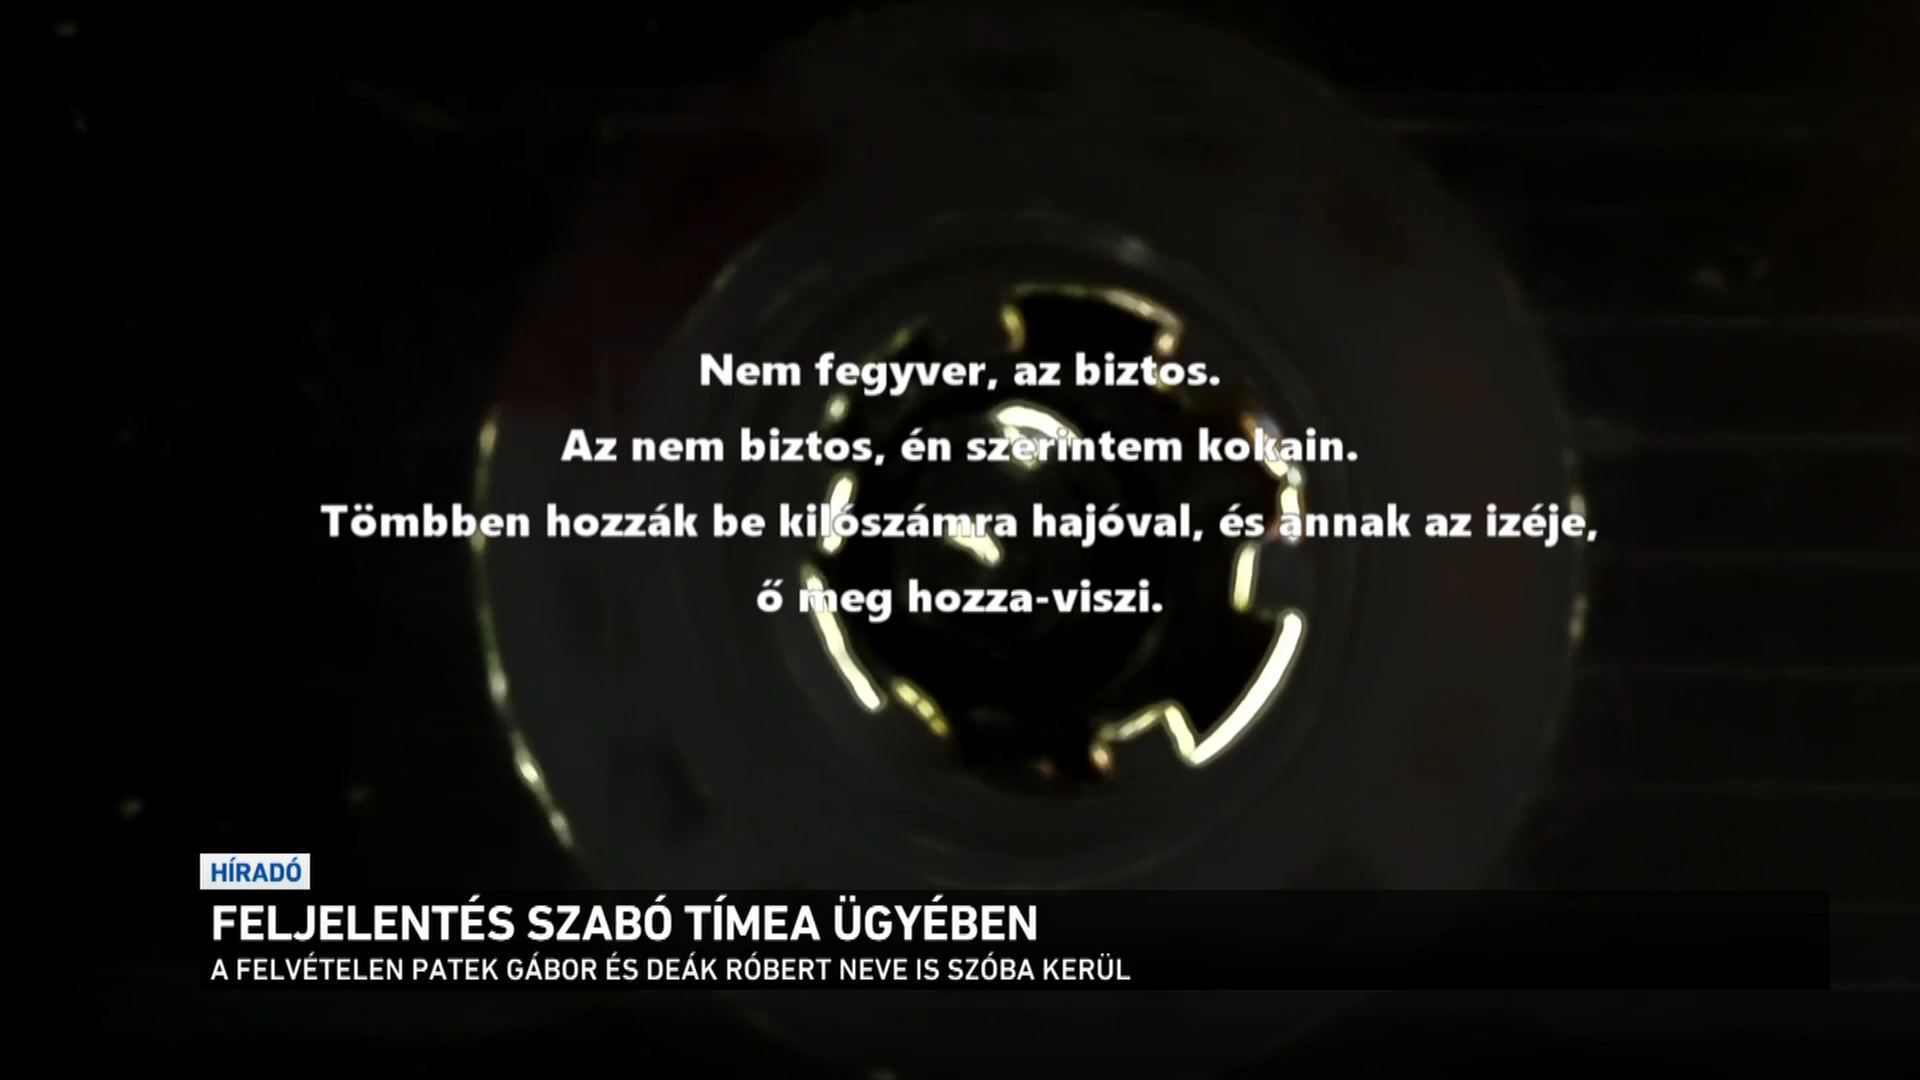 Nem fegyver, az biztos.
Az nem biztos, én szerintem kokain.
Tömbben hozzák be kilószámra hajóval, és annak az izéje,
ő meg hozza-viszi.
HÍRADÓ
FELJELENTÉS SZABÓ TÍMEA ÜGYÉBEN
A FELVÉTELEN PATEK GÁBOR ÉS DEÁK RÓBERT NEVE IS SZÓBA KERÜL